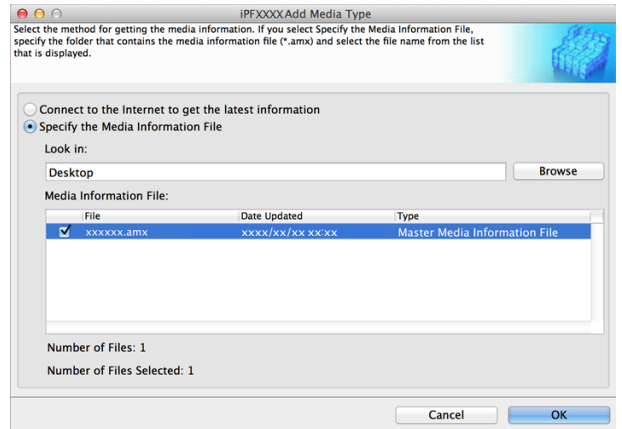 iPFXXXX Add Media Type
Select the method for getting the media information. If you select Specify the Media Information File,
specify the folder that contains the media information file (*.amx) and select the file name from the list
that is displayed.
Connect to the Internet to get the latest information
Specify the Media Information File
Look in:
Desktop Browse
Media Information File:
File Date Updated Type
xxxxxx.amx xxxx/xx/xx xx:xx Master Media Information File
Number of Files: 1
Number of Files Selected: 1
Cancel OK